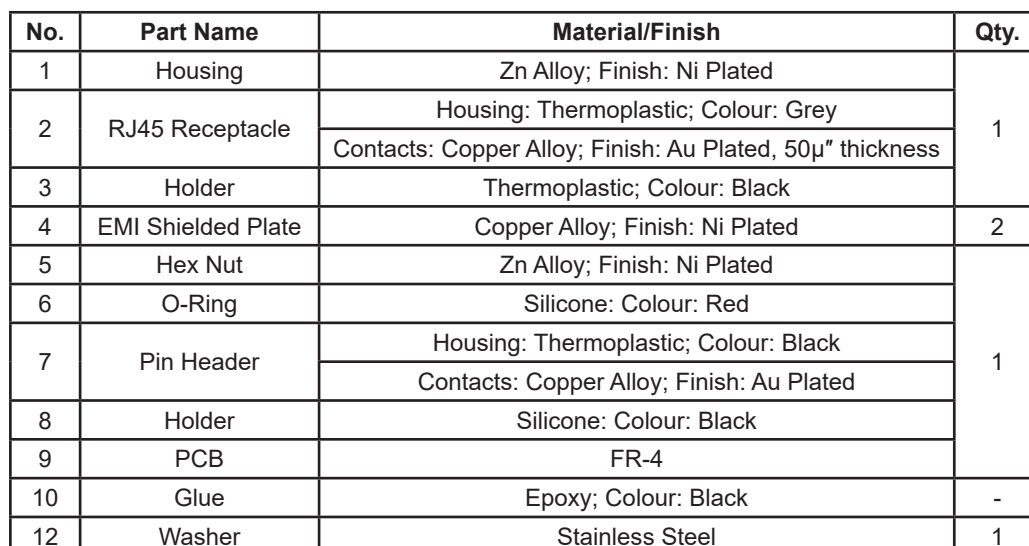 No. Part Name Material/Finish Qty.
1 Housing Zn Alloy; Finish: Ni Plated
2 RJ45 Receptacle Housing: Thermoplastic; Colour: Grey 1
Contacts: Copper Alloy; Finish: Au Plated, 50µ″ thickness
3 Holder Thermoplastic; Colour: Black
4 EMI Shielded Plate Copper Alloy; Finish: Ni Plated 2
5 Hex Nut Zn Alloy; Finish: Ni Plated
6 O-Ring Silicone: Colour: Red
7 Pin Header Housing: Thermoplastic; Colour: Black 1
Contacts: Copper Alloy; Finish: Au Plated
8 Holder Silicone: Colour: Black
9 PCB FR-4
10 Glue Epoxy; Colour: Black -
12 Washer Stainless Steel 1